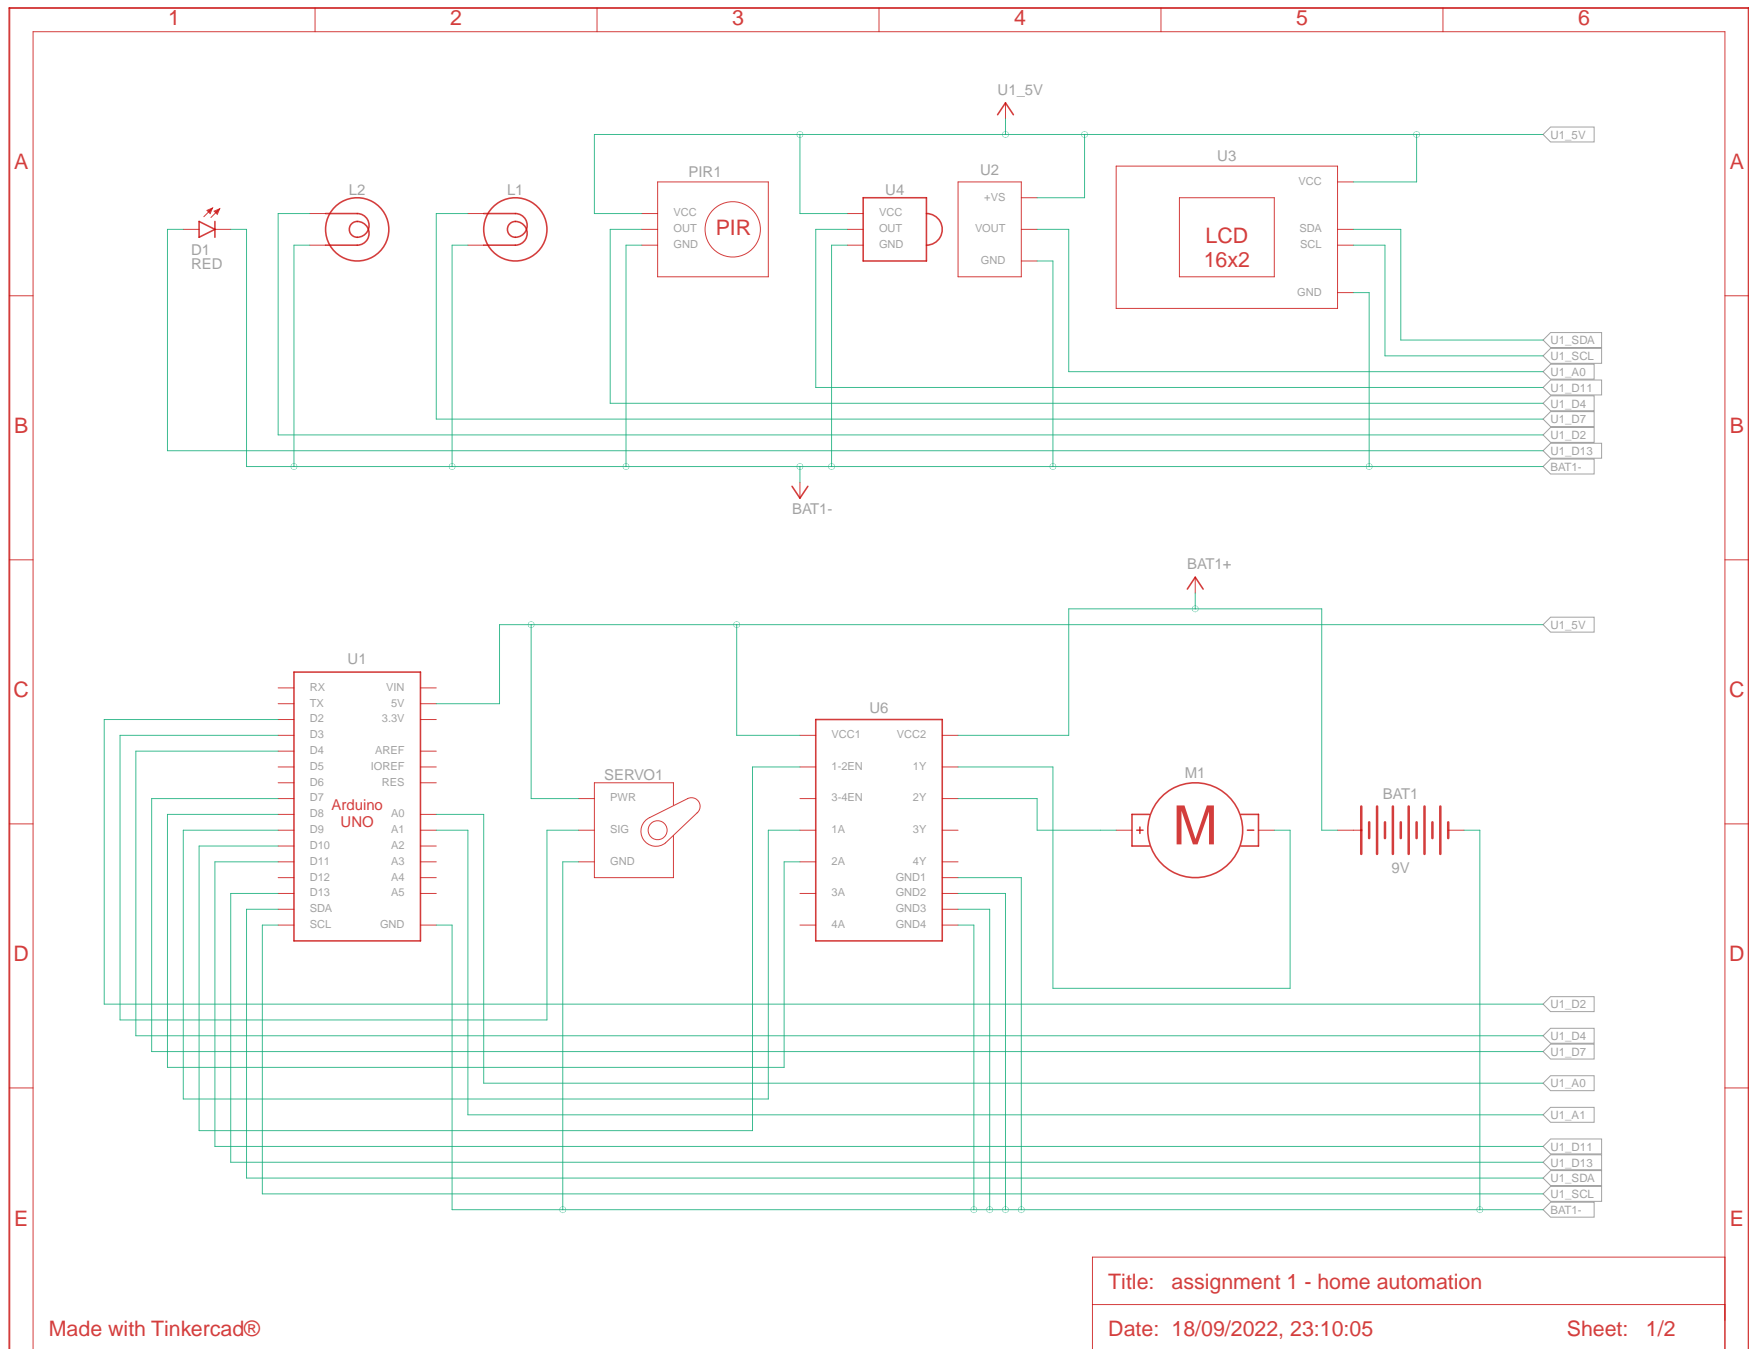 1 2 3 4 5 6
U1_5V
U1_5V
A A
PIR1 U4 U2 U3
L2 L1
VCC OUT GND PIR
VCC OUT GND
+VS VOUT GND
VCC SDA SCL GND
LCD
16x2
D1
RED
U1_SDA
U1_SCL
U1_A0
U1_D11
U1_D4
U1_D7
U1_D2
U1_D13
BAT1-
B B
BAT1-
BAT1+
U1_5V
C C
U1
RX VIN
TX 5V
D2 3.3V
D3
D4 AREF
D5 IOREF
D6 RES
D7
Arduino
UNO
D8 A0
D9 A1
D10 A2
D11 A3
D12 A4
D13 A5
SDA
SCL GND
SERVO1
PWR
SIG
GND
U6
VCC1 VCC2
1-2EN 1Y
3-4EN 2Y
1A 3Y
2A 4Y
GND1
3A GND2
GND3
4A GND4
M1
+ M -
BAT1
9V
D D
U1_D2
U1_D4
U1_D7
U1_A0
U1_A1
U1_D11
U1_D13
U1_SDA
U1_SCL
BAT1-
E E
Title: assignment 1 - home automation
Made with Tinkercad®
Date: 18/09/2022, 23:10:05 Sheet: 1/2